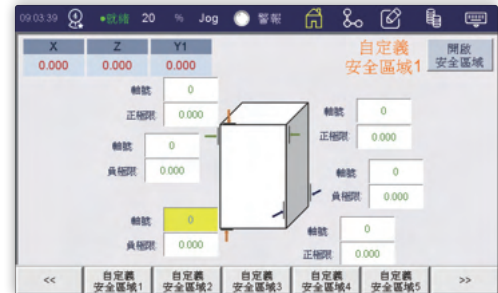 09.03.39 就緒 20 % Jog 警報
X Z Y1
0.000 0.000 0.000
自定義
安全區域1
開啟
安全區域
軸號 0
正極限 0.000
軸號 0
負極限 0.000
軸號 0
負極限 0.000
軸號 0
正極限 0.000
軸號 0
負極限 0.000
軸號 0
正極限 0.000
<< 自定義 自定義 自定義 自定義 自定義 >>
安全區域1 安全區域2 安全區域3 安全區域4 安全區域5